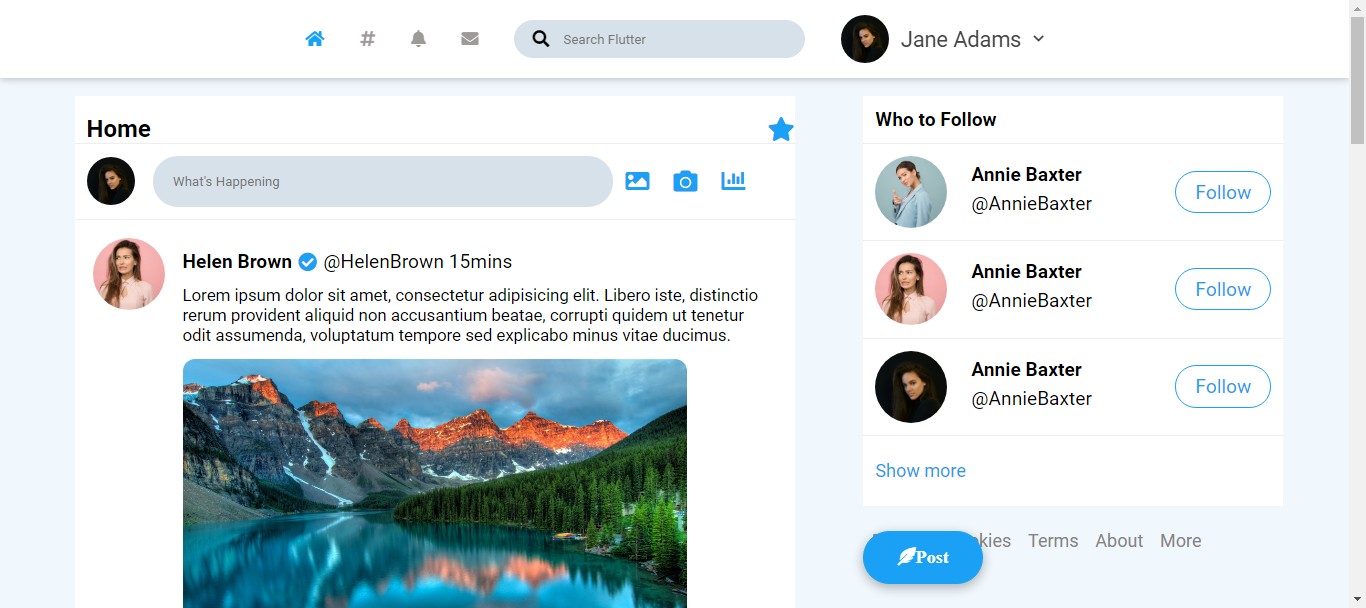 Search Flutter
Jane Adams
Home
What's Happening
Helen Brown @HelenBrown 15mins
Lorem ipsum dolor sit amet, consectetur adipisicing elit. Libero iste, distinctio
rerum provident aliquid non accusantium beatae, corrupti quidem ut tenetur
odit assumenda, voluptatum tempore sed explicabo minus vitae ducimus.
Who to Follow
Annie Baxter
@AnnieBaxter
Follow
Annie Baxter
@AnnieBaxter
Follow
Annie Baxter
@AnnieBaxter
Follow
Show more
Terms About More
Post